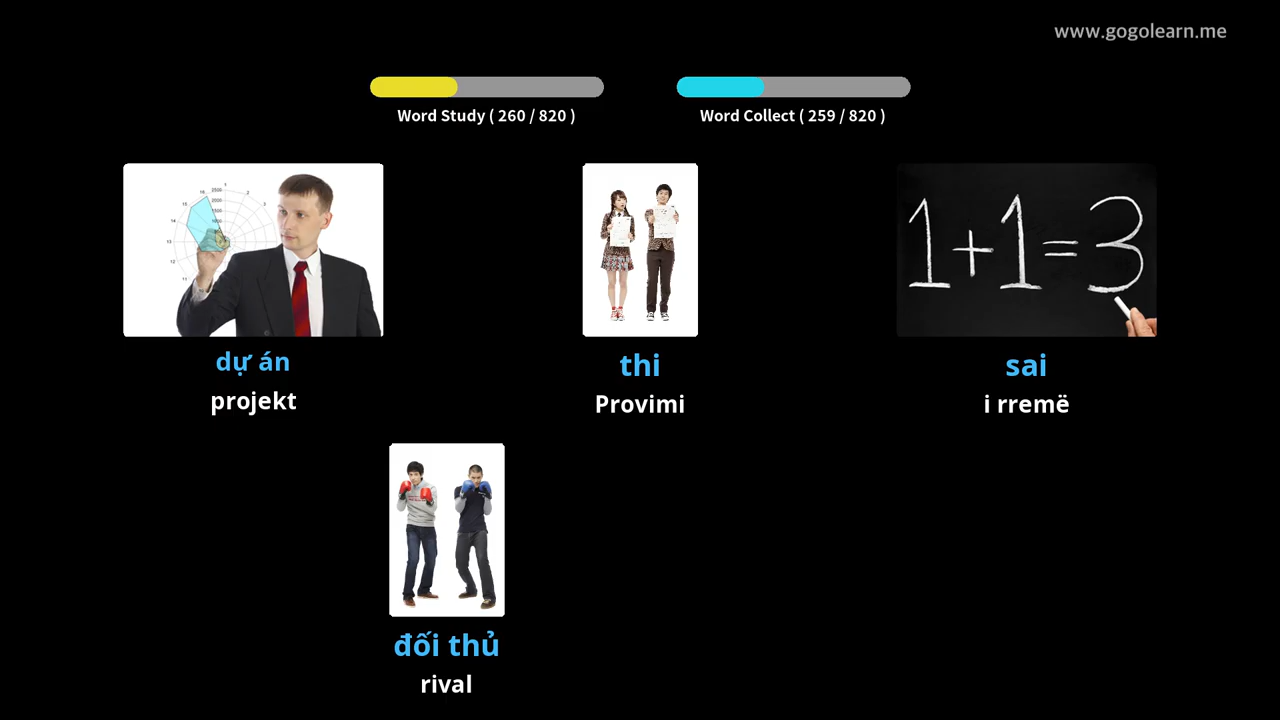 www.gogolearn.me
Word Study ( 260 / 820 )
Word Collect ( 259 / 820 )
dự án
projekt
thi
Provimi
1+1=3
sai
i rremë
đối thủ
rival